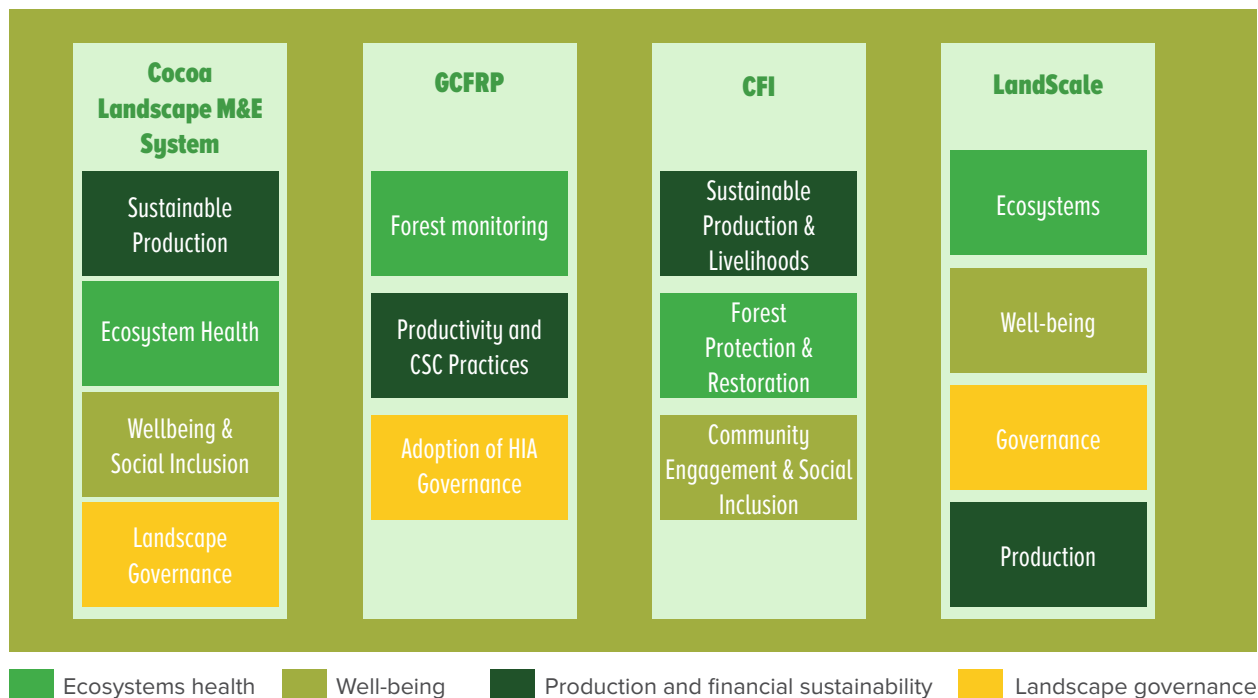 Cocoa
Landscape M&E
System
Sustainable
Production
Ecosystem Health
Wellbeing &
Social Inclusion
Landscape
Governance
GCFRP
Forest monitoring
Productivity and
CSC Practices
Adoption of HIA
Governance
CFI
Sustainable
Production &
Livelihoods
Forest
Protection &
Restoration
Community
Engagement & Social
Inclusion
LandScale
Ecosystems
Well-being
Governance
Production
Ecosystems health
Well-being
Production and financial sustainability
Landscape governance